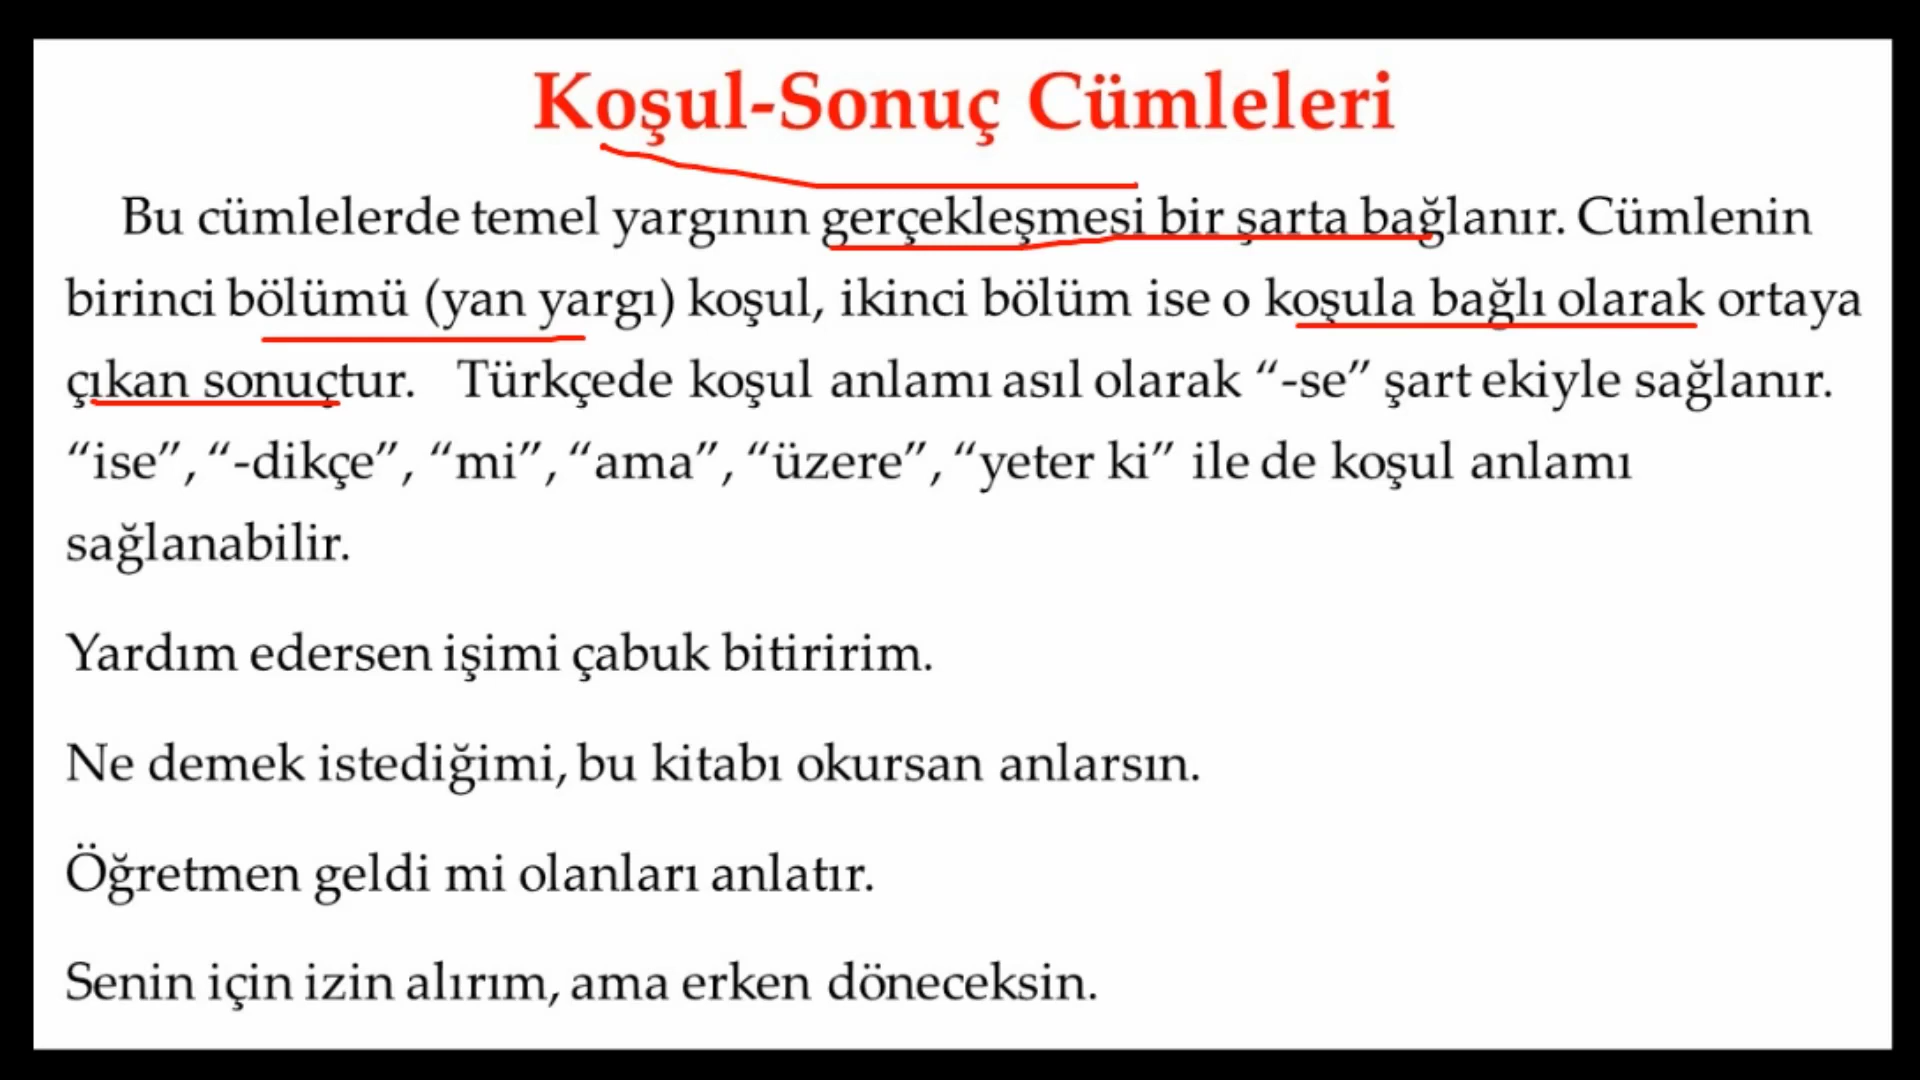 Koşul-Sonuç Cümleleri
Bu cümlelerde temel yargının gerçekleşmesi bir şarta bağlanır. Cümlenin
birinci bölümü (yan yargı) koşul, ikinci bölüm ise o koşula bağlı olarak ortaya
çıkan sonuçtur. Türkçede koşul anlamı asıl olarak “-se” şart ekiyle sağlanır.
“ise”, “-dikçe”, “mi”, “ama”, “üzere”, “yeter ki” ile de koşul anlamı
sağlanabilir.
Yardım edersen işimi çabuk bitiririm.
Ne demek istediğimi, bu kitabı okursan anlarsın.
Öğretmen geldi mi olanları anlatır.
Senin için izin alırım, ama erken döneceksin.